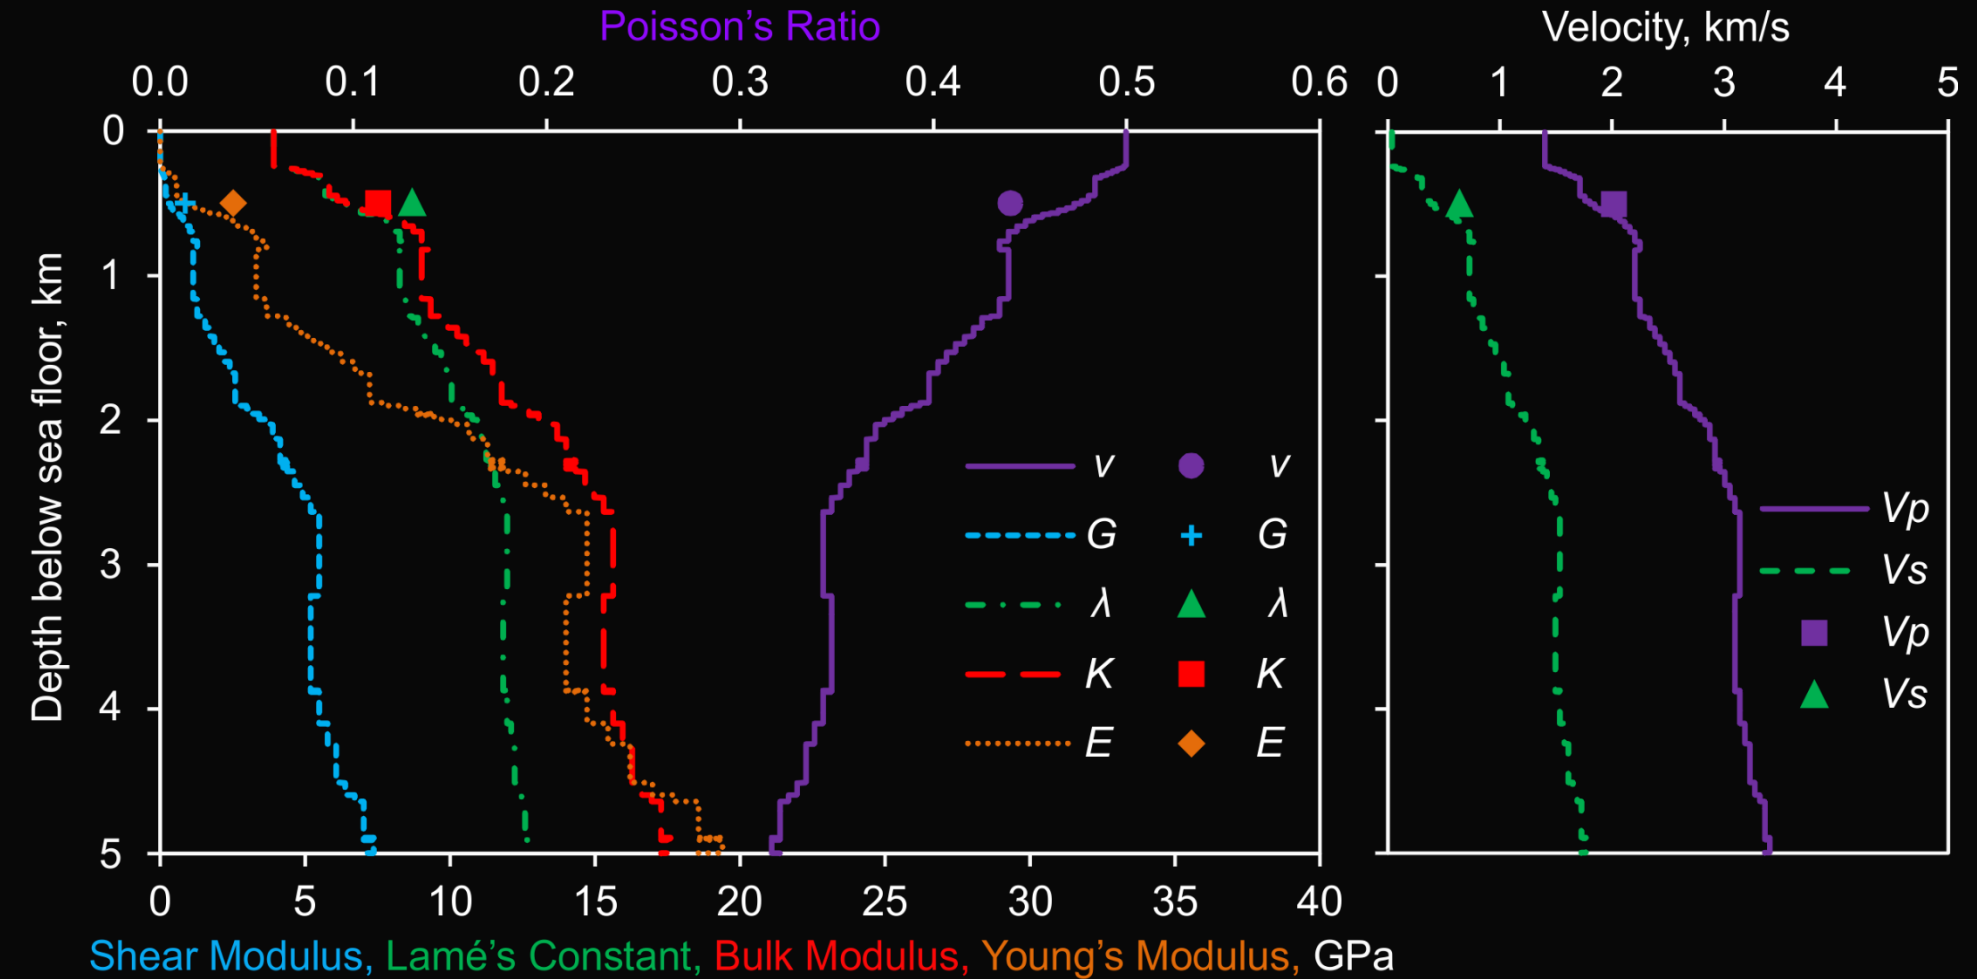 Poisson’s Ratio
Velocity, km/s
0.0 0.1 0.2 0.3 0.4 0.5 0.6
0 1 2 3 4 5
Depth below sea floor, km
0
1
2
3
4
5
v v
G G
λ λ
K K
E E
Vp
Vs
Vp
Vs
0 5 10 15 20 25 30 35 40
Shear Modulus, Lamé’s Constant, Bulk Modulus, Young’s Modulus, GPa